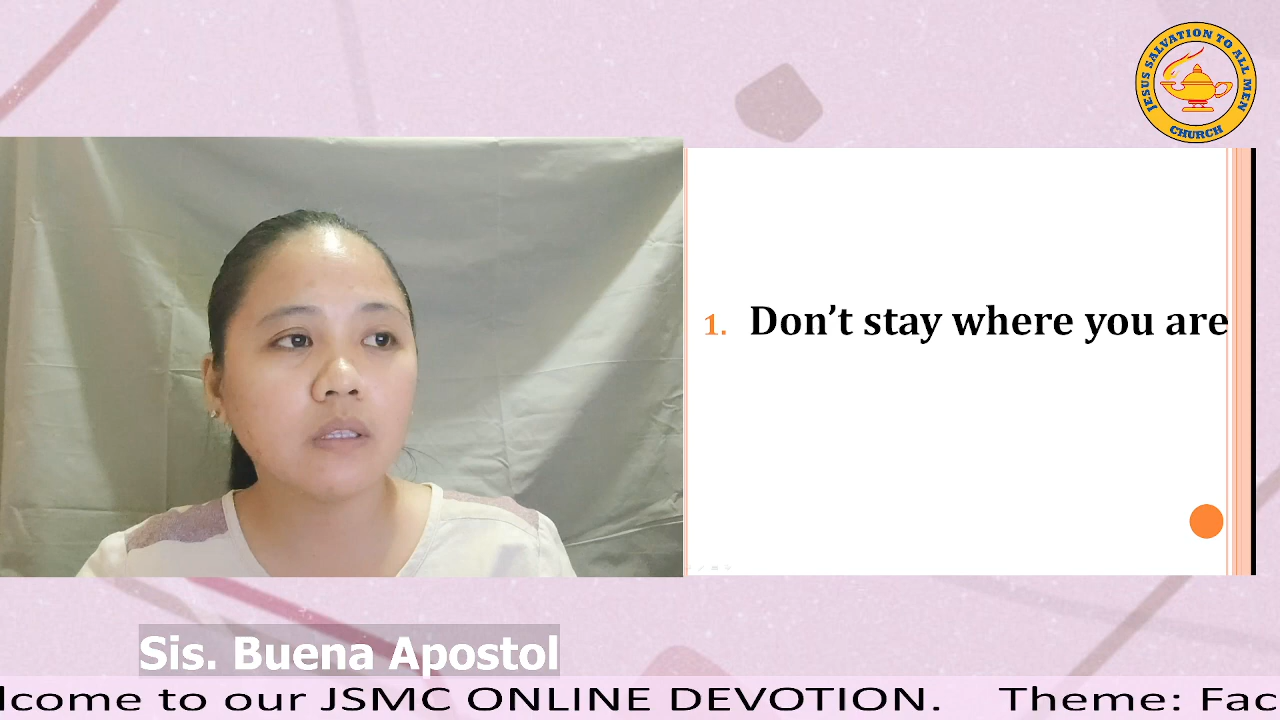 JESUS SALVATION TO ALL MEN
CHURCH
1. Don't stay where you are
Sis. Buena Apostol
lcome to our JSMC ONLINE DEVOTION. Theme: Fac